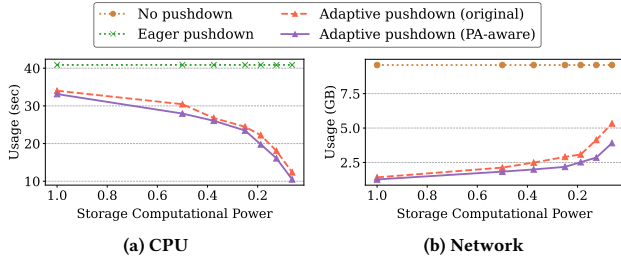 No pushdown
Eager pushdown
Adaptive pushdown (original)
Adaptive pushdown (PA-aware)
Usage (sec)
40
30
20
10
1.0 0.8 0.6 0.4 0.2
Storage Computational Power
(a) CPU
Usage (GB)
7.5
5.0
2.5
1.0 0.8 0.6 0.4 0.2
Storage Computational Power
(b) Network